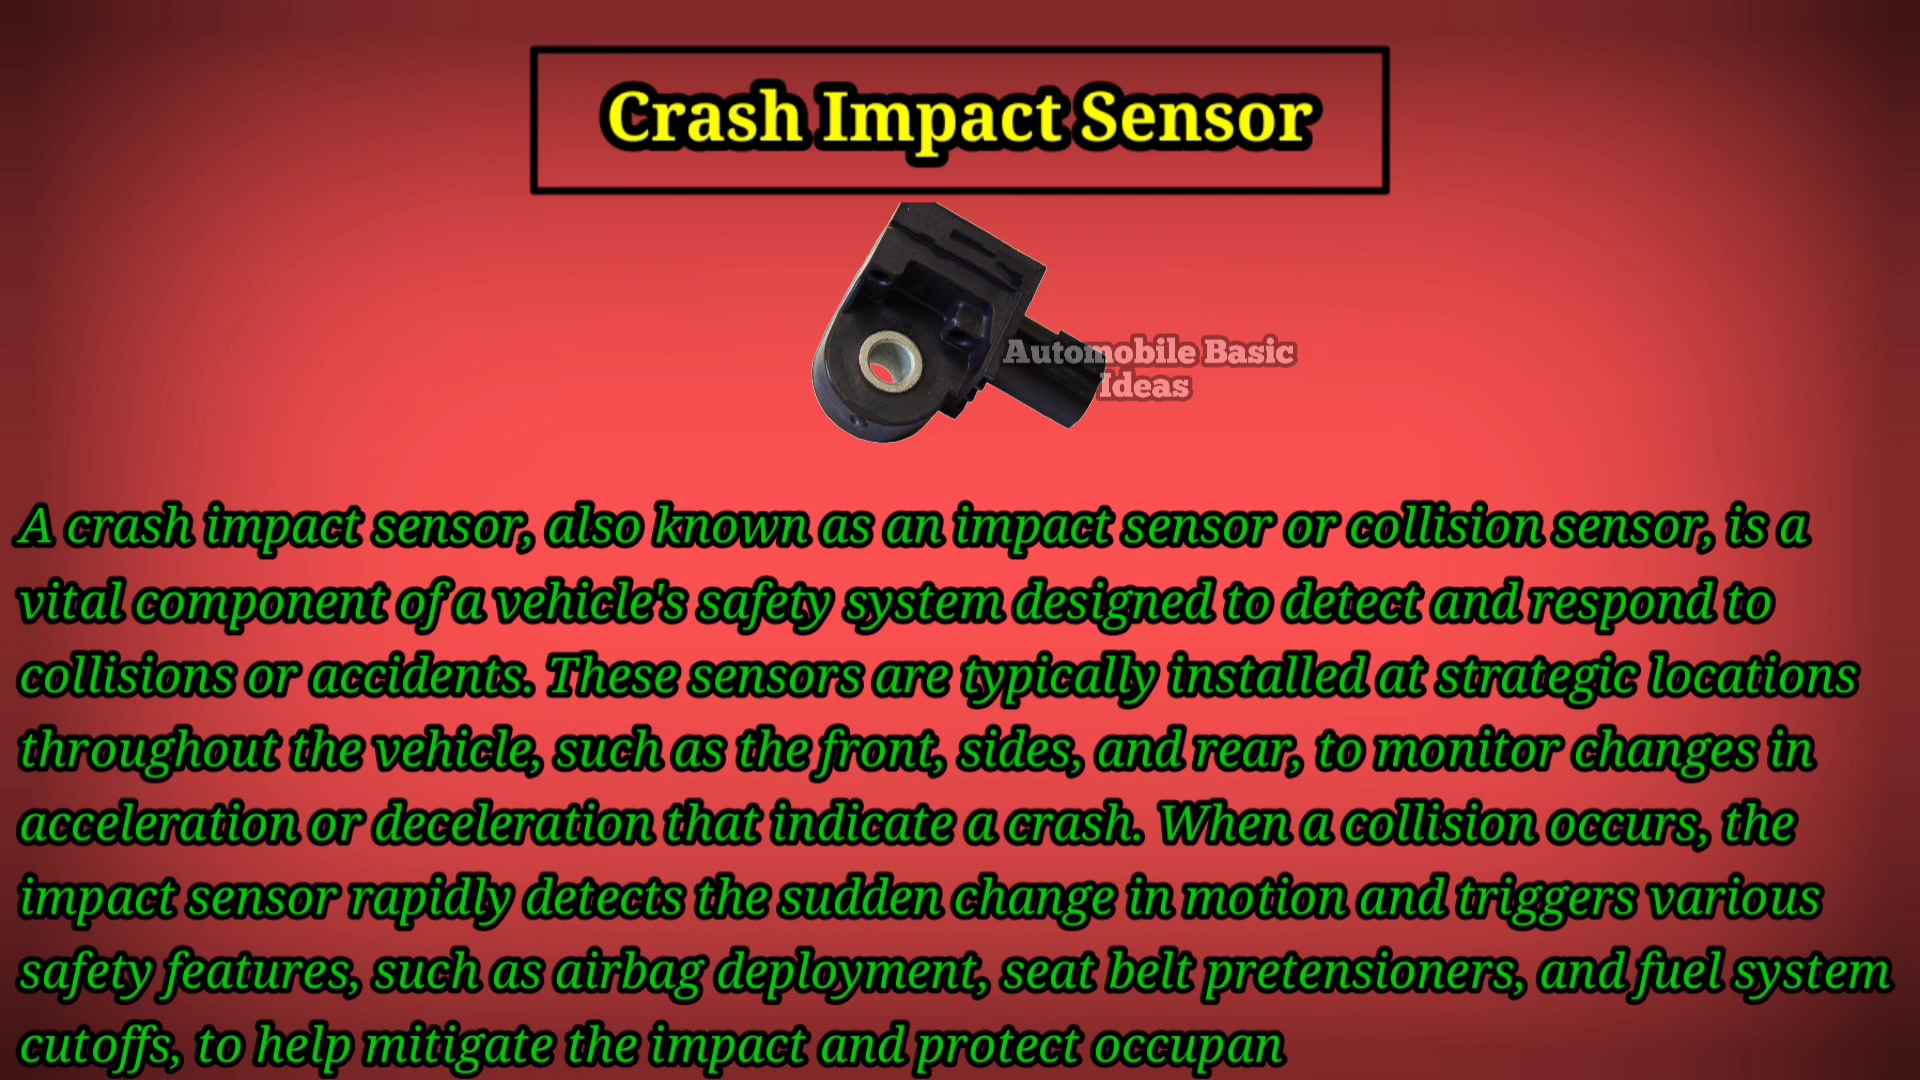 Crash Impact Sensor
Automobile Basic
Ideas
A crash impact sensor, also known as an impact sensor or collision sensor, is a
vital component of a vehicle's safety system designed to detect and respond to
collisions or accidents. These sensors are typically installed at strategic locations
throughout the vehicle, such as the front, sides, and rear, to monitor changes in
acceleration or deceleration that indicate a crash. When a collision occurs, the
impact sensor rapidly detects the sudden change in motion and triggers various
safety features, such as airbag deployment, seat belt pretensioners, and fuel system
cutoffs, to help mitigate the impact and protect occupan